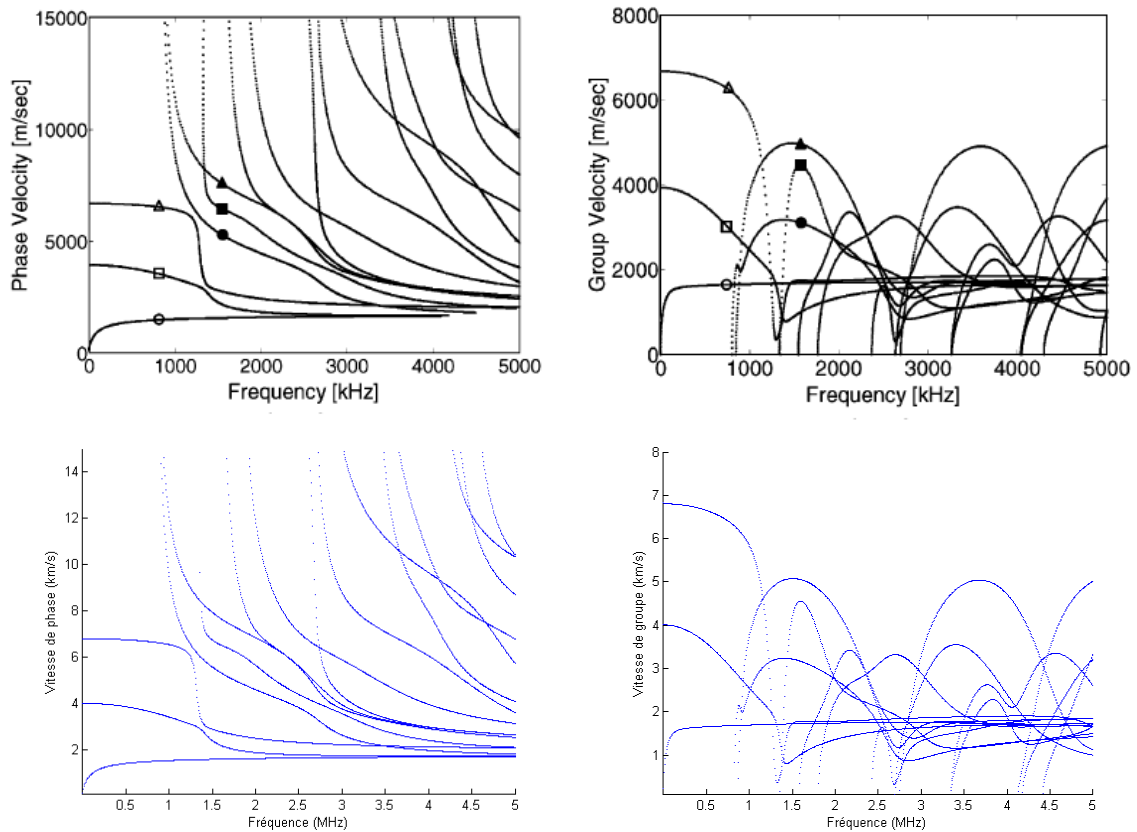 15000
10000
5000
0
Phase Velocity [m/sec]
0 1000 2000 3000 4000 5000
Frequency [kHz]
8000
6000
4000
2000
0
Group Velocity [m/sec]
0 1000 2000 3000 4000 5000
Frequency [kHz]
14
12
10
8
6
4
2
Vitesse de phase (km/s)
0.5 1 1.5 2 2.5 3 3.5 4 4.5 5
Fréquence (MHz)
8
7
6
5
4
3
2
1
Vitesse de groupe (km/s)
0.5 1 1.5 2 2.5 3 3.5 4 4.5 5
Fréquence (MHz)